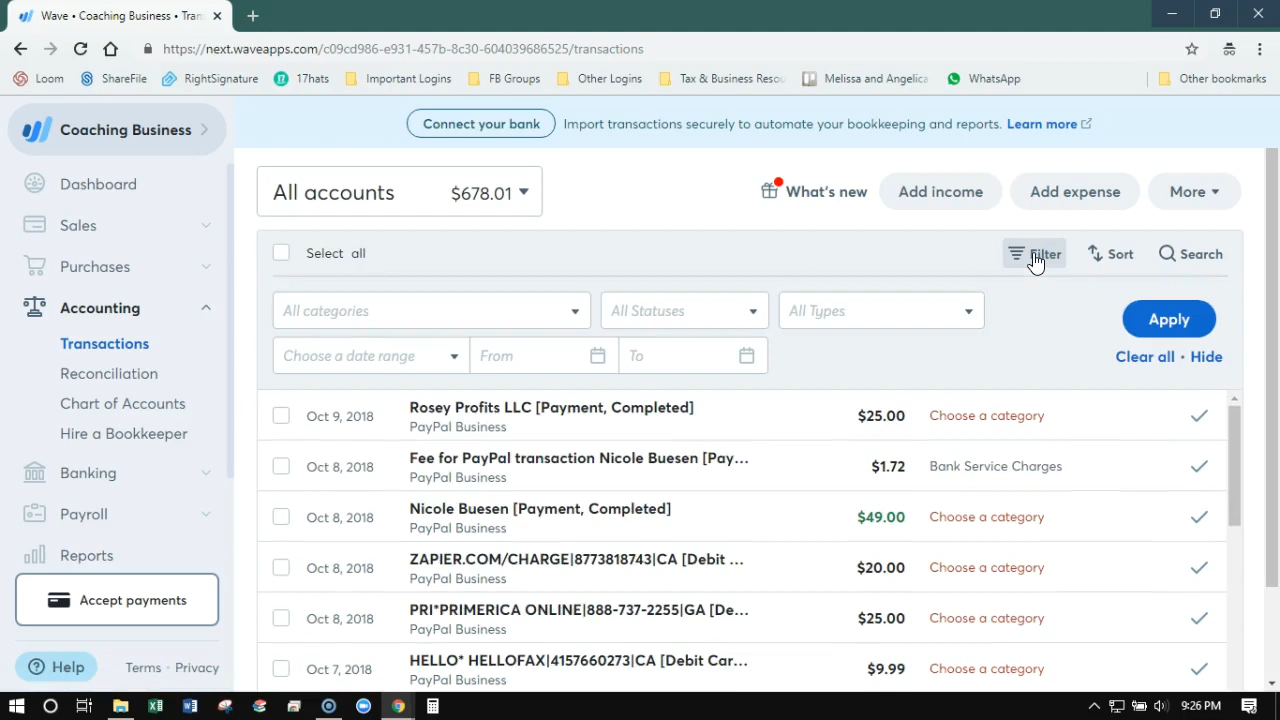 Wave • Coaching Business • Tran
https://next.waveapps.com/c09cd986-e931-457b-8c30-604039686525/transactions
Loom ShareFile RightSignature 17hats Important Logins FB Groups Other Logins Tax & Business Resou Melissa and Angelica WhatsApp Other bookmarks
Coaching Business
Connect your bank Import transactions securely to automate your bookkeeping and reports. Learn more
Dashboard
Sales
Purchases
Accounting
Transactions
Reconciliation
Chart of Accounts
Hire a Bookkeeper
Banking
Payroll
Reports
Accept payments
Help Terms · Privacy
All accounts $678.01
What's new Add income Add expense More
Select all Filter Sort Search
All categories All Statuses All Types
Apply
Choose a date range From To
Clear all • Hide
Oct 9, 2018 Rosey Profits LLC [Payment, Completed] $25.00 Choose a category
PayPal Business
Oct 8, 2018 Fee for PayPal transaction Nicole Buesen [Pay... $1.72 Bank Service Charges
PayPal Business
Oct 8, 2018 Nicole Buesen [Payment, Completed] $49.00 Choose a category
PayPal Business
Oct 8, 2018 ZAPIER.COM/CHARGE|8773818743|CA [Debit ... $20.00 Choose a category
PayPal Business
Oct 8, 2018 PRI*PRIMERICA ONLINE|888-737-2255|GA [De... $25.00 Choose a category
PayPal Business
Oct 7, 2018 HELLO* HELLOFAX|4157660273|CA [Debit Car... $9.99 Choose a category
PayPal Business
9:26 PM